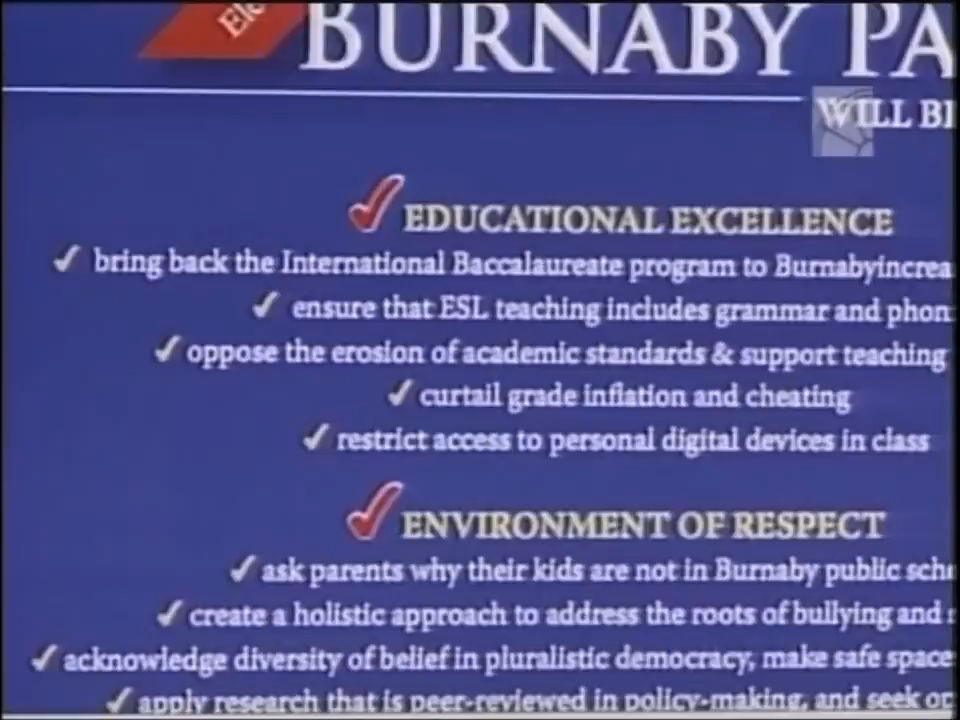 Ele
BURNABY PA
WILL BI
EDUCATIONAL EXCELLENCE
bring back the International Baccalaureate program to Burnabyincrea
ensure that ESL teaching includes grammar and phon
oppose the erosion of academic standards & support teaching
curtail grade inflation and cheating
restrict access to personal digital devices in class
ENVIRONMENT OF RESPECT
ask parents why their kids are not in Burnaby public sch
create a holistic approach to address the roots of bullying and
acknowledge diversity of belief in pluralistic democracy, make safe space
apply research that is peer-reviewed in policy-making, and seek